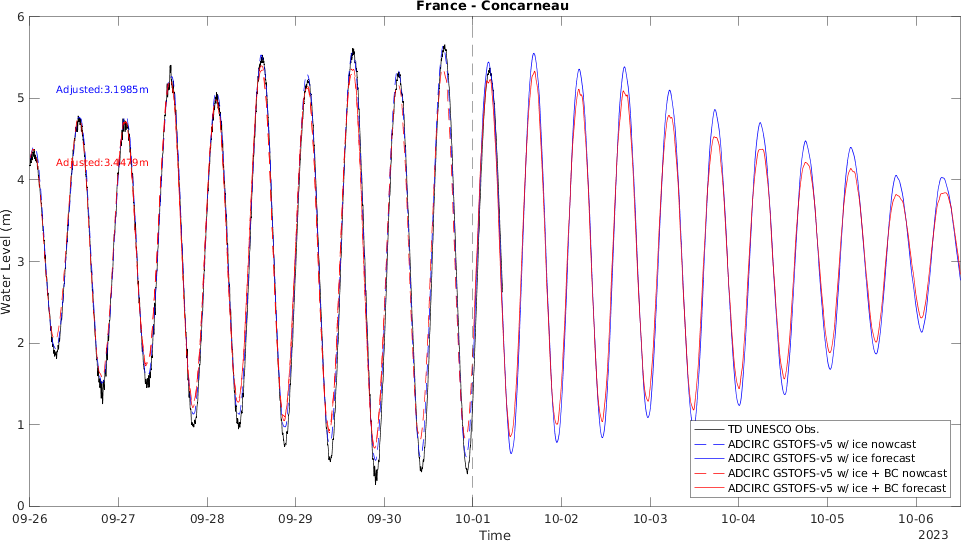 France - Concarneau
6
5
4
3
2
1
0
Water Level (m)
Adjusted:3.1985m
Adjusted:3.4479m
TD UNESCO Obs.
ADCIRC GSTOFS-v5 w/ ice nowcast
ADCIRC GSTOFS-v5 w/ ice forecast
ADCIRC GSTOFS-v5 w/ ice + BC nowcast
ADCIRC GSTOFS-v5 w/ ice + BC forecast
09-26 09-27 09-28 09-29 09-30 10-01 10-02 10-03 10-04 10-05 10-06
Time
2023